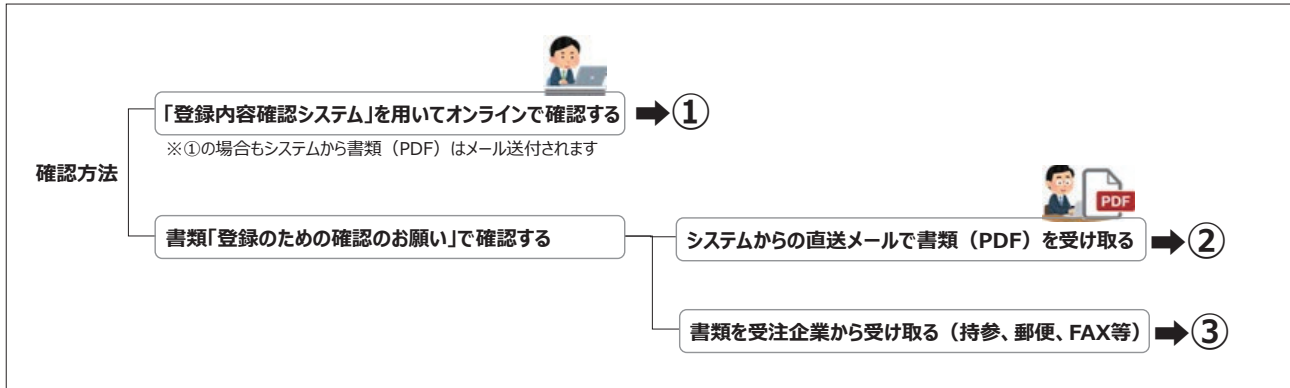 「登録内容確認システム」を用いてオンラインで確認する
①
※①の場合もシステムから書類（PDF）はメール送付されます
確認方法
PDF
書類「登録のための確認のお願い」で確認する
システムからの直送メールで書類（PDF）を受け取る
②
書類を受注企業から受け取る（持参、郵便、FAX等）
③